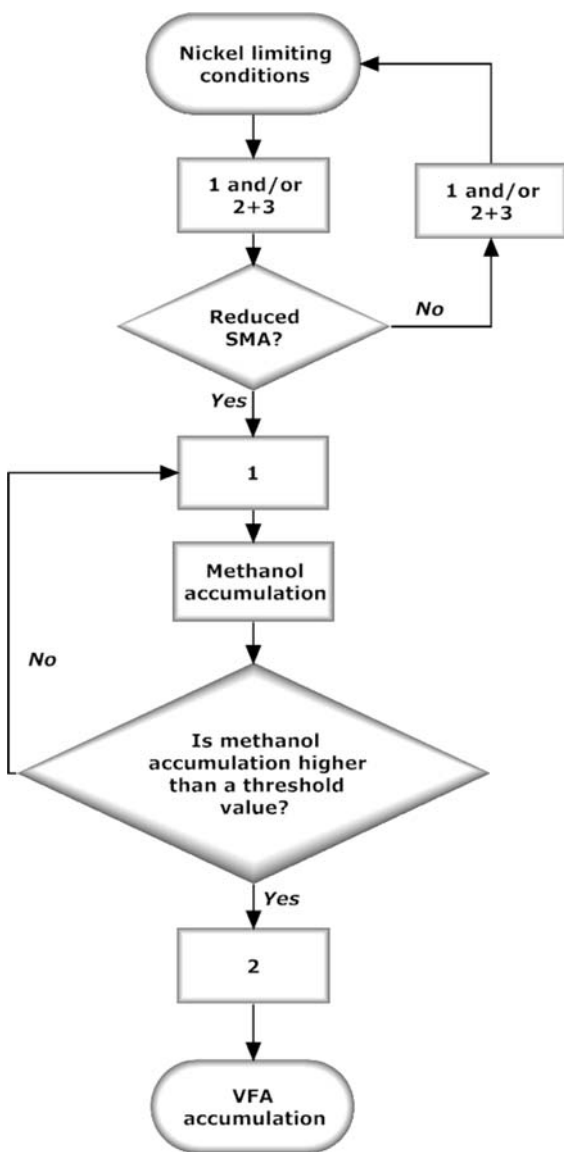 Nickel limiting
conditions
1 and/or
2+3
1 and/or
2+3
Reduced
SMA?
No
Yes
1
Methanol
accumulation
No
Is methanol
accumulation higher
than a threshold
value?
Yes
2
VFA
accumulation